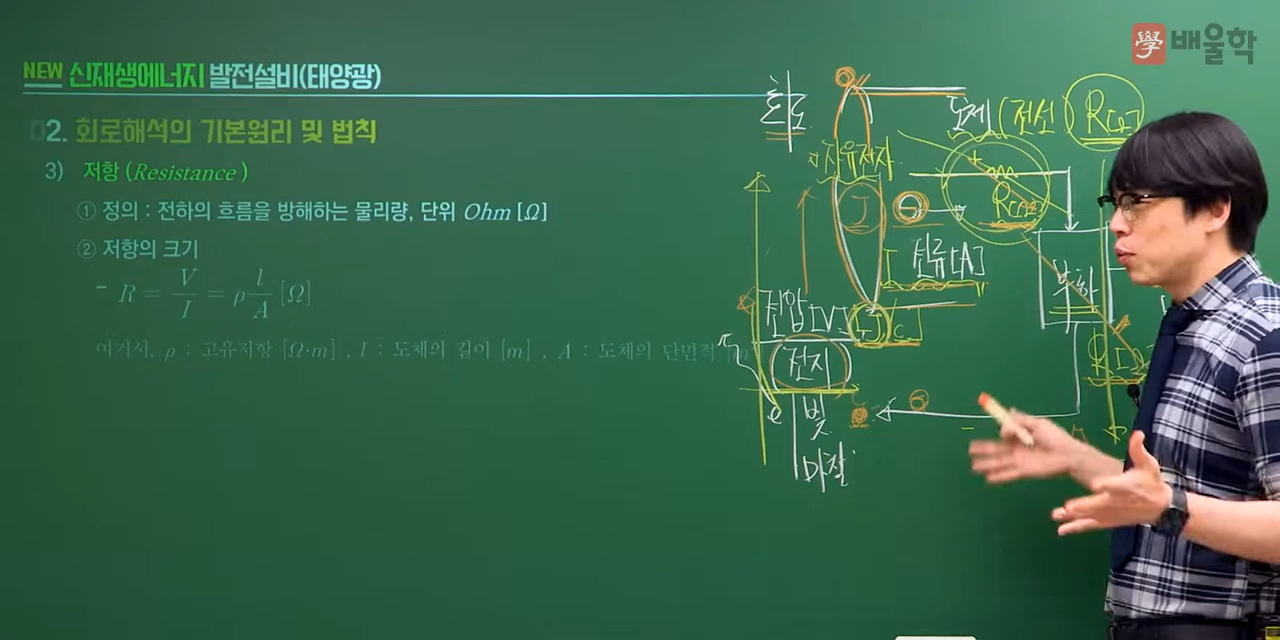 學 배울학
NEW 신재생에너지 발전설비(태양광)
02. 회로해석의 기본원리 및 법칙
3) 저항 (Resistance)
① 정의 : 전하의 흐름을 방해하는 물리량, 단위 Ohm [Ω]
② 저항의 크기
- R = V/I = ρ l/A [Ω]
여기서, ρ : 고유저항 [Ω·m] , l : 도체의 길이 [m] , A : 도체의 단면적 [m
도체 (전선) R[Ω]
자유전자
R[Ω]
I 전류[A]
부하
전압[V]
전지
R[Ω]
빛
마찰